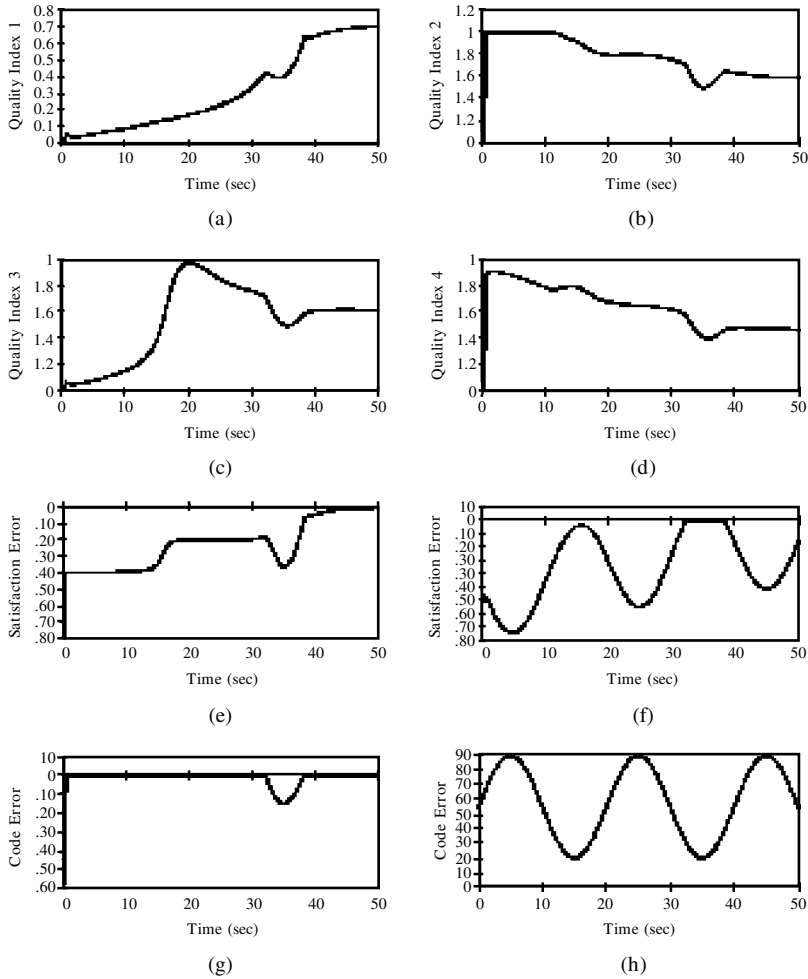 0.8
0.7
0.6
0.5
0.4
0.3
0.2
0.1
0
Quality Index 1
0 10 20 30 40 50
Time (sec)
(a)
1.2
1
1.8
1.6
1.4
1.2
0
Quality Index 2
0 10 20 30 40 50
Time (sec)
(b)
1
1
1.6
1.4
1.2
0
Quality Index 3
0 10 20 30 40 50
Time (sec)
(c)
1
1
1.6
1.4
1.2
0
Quality Index 4
0 10 20 30 40 50
Time (sec)
(d)
0
.10
.20
.30
.40
.50
.60
.70
.80
Satisfaction Error
0 10 20 30 40 50
Time (sec)
(e)
10
0
.10
.20
.30
.40
.50
.60
.70
.80
Satisfaction Error
0 10 20 30 40 50
Time (sec)
(f)
10
0
.10
.20
.30
.40
.50
.60
Code Error
0 10 20 30 40 50
Time (sec)
(g)
90
80
70
60
50
40
30
20
10
0
Code Error
0 10 20 30 40 50
Time (sec)
(h)